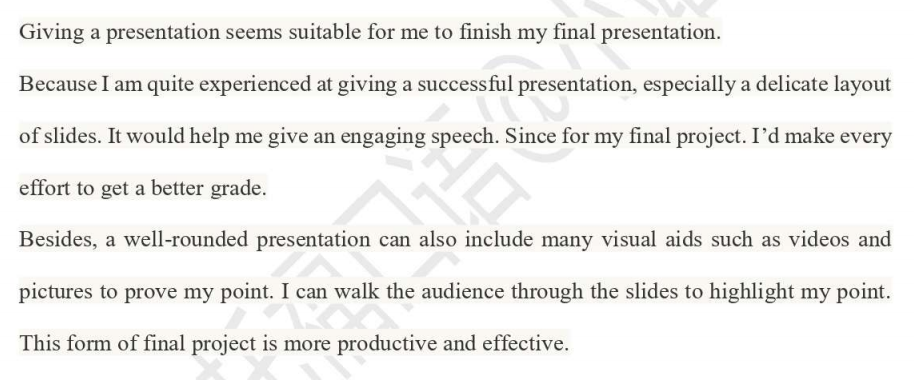 Giving a presentation seems suitable for me to finish my final presentation.
Because I am quite experienced at giving a successful presentation, especially a delicate layout
of slides. It would help me give an engaging speech. Since for my final project. I’d make every
effort to get a better grade.
Besides, a well-rounded presentation can also include many visual aids such as videos and
pictures to prove my point. I can walk the audience through the slides to highlight my point.
This form of final project is more productive and effective.